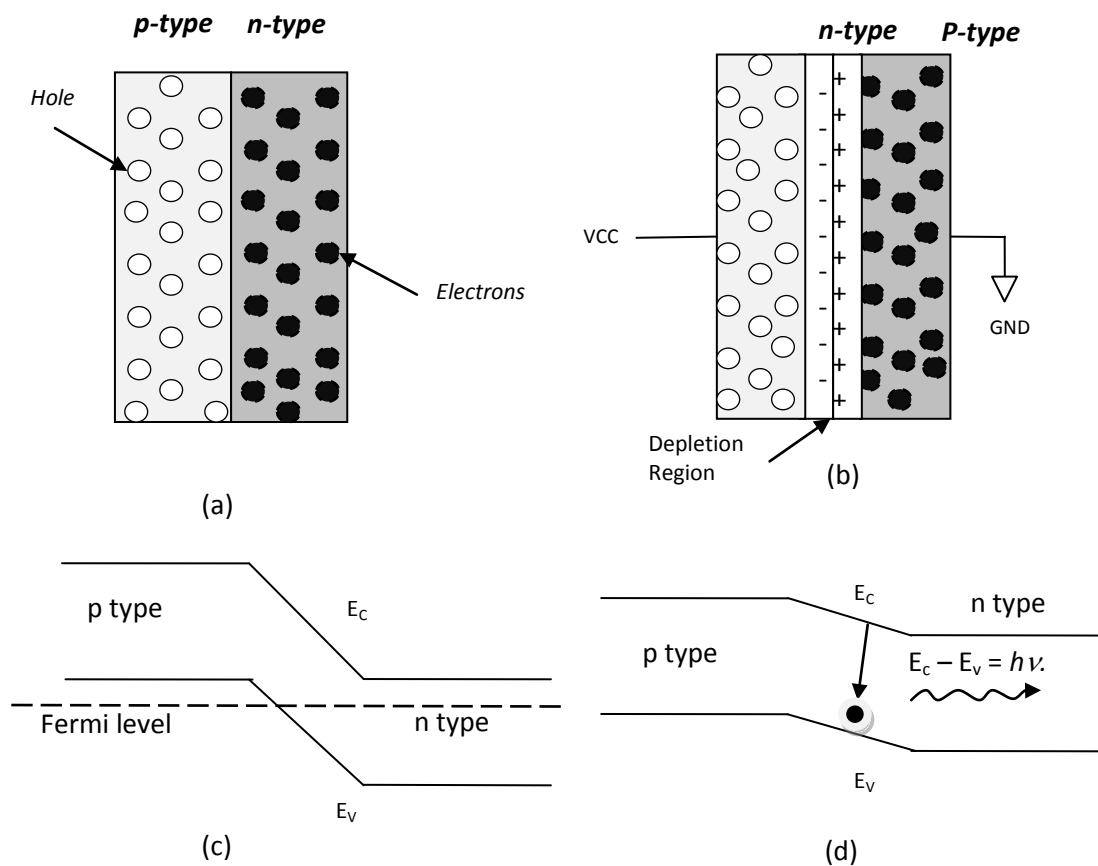 p-type n-type
Hole
Electrons
(a)
n-type P-type
- - - - - - - - -
+ + + + + + + + + +
VCC
GND
Depletion
Region
(b)
p type
E_C
Fermi level
n type
E_V
(c)
E_C
n type
p type
E_c – E_v = hν.
E_V
(d)